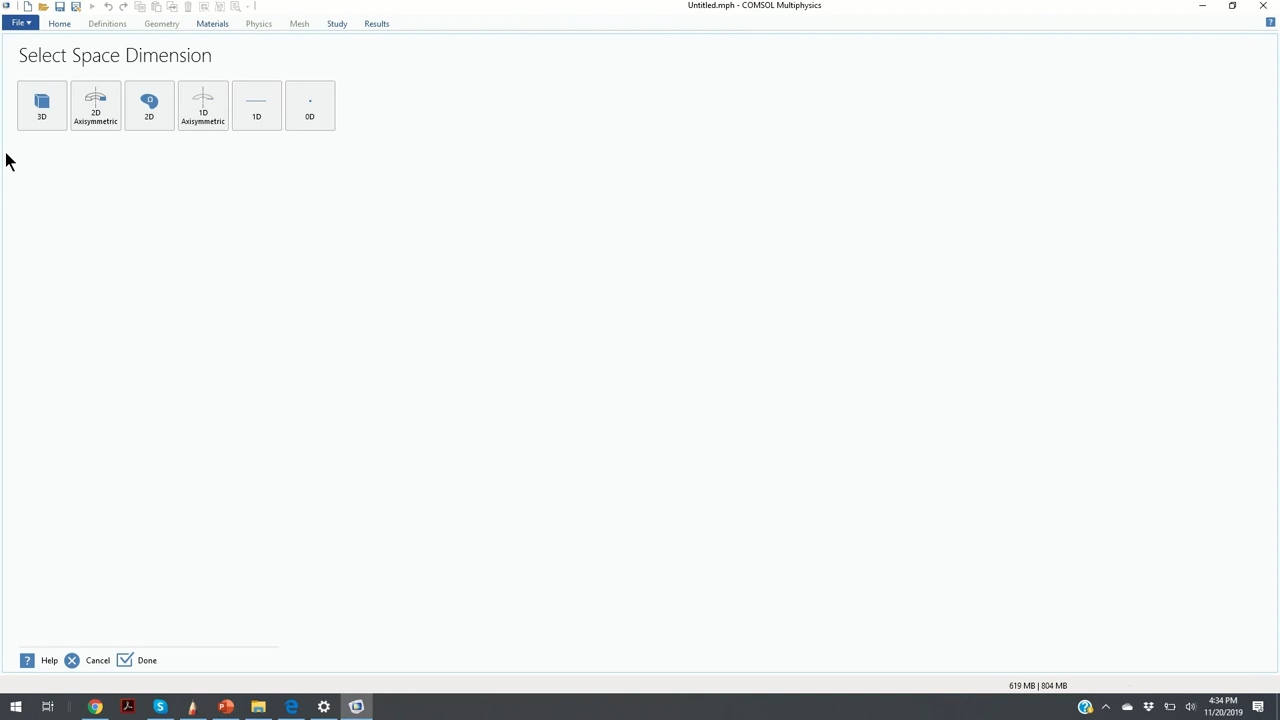 Untitled.mph - COMSOL Multiphysics
File Home Definitions Geometry Materials Physics Mesh Study Results
Select Space Dimension
3D
2D Axisymmetric
2D
1D Axisymmetric
1D
0D
Help Cancel Done
619 MB | 804 MB
4:34 PM
11/20/2019